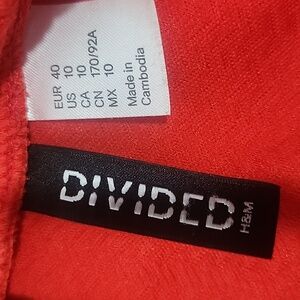 EUR 40
US 10
CA 10
CN 170/92A
MX 10
Made in
Cambodia
DIVIDED
H&M